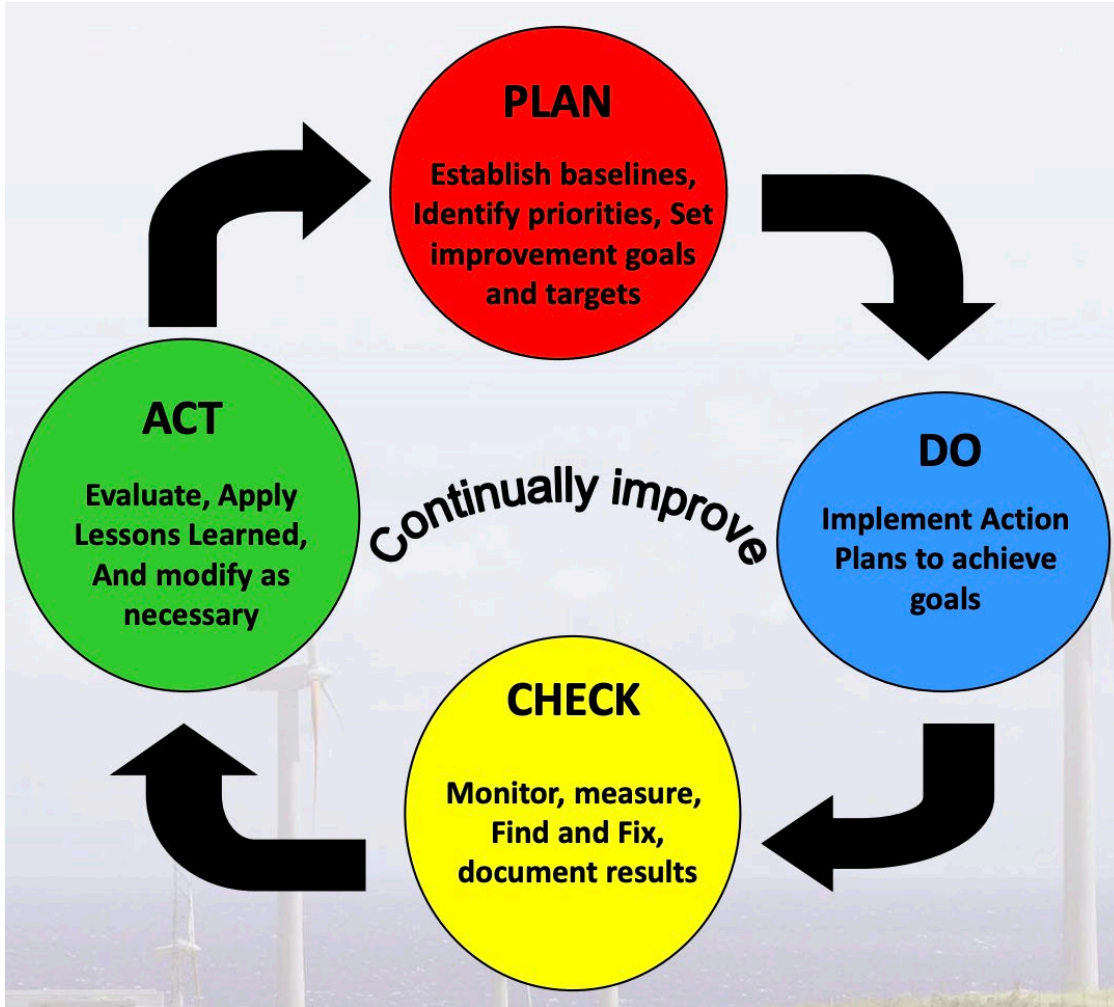 PLAN
Establish baselines,
Identify priorities, Set
improvement goals
and targets
DO
Implement Action
Plans to achieve
goals
CHECK
Monitor, measure,
Find and Fix,
document results
ACT
Evaluate, Apply
Lessons Learned,
And modify as
necessary
Continually improve